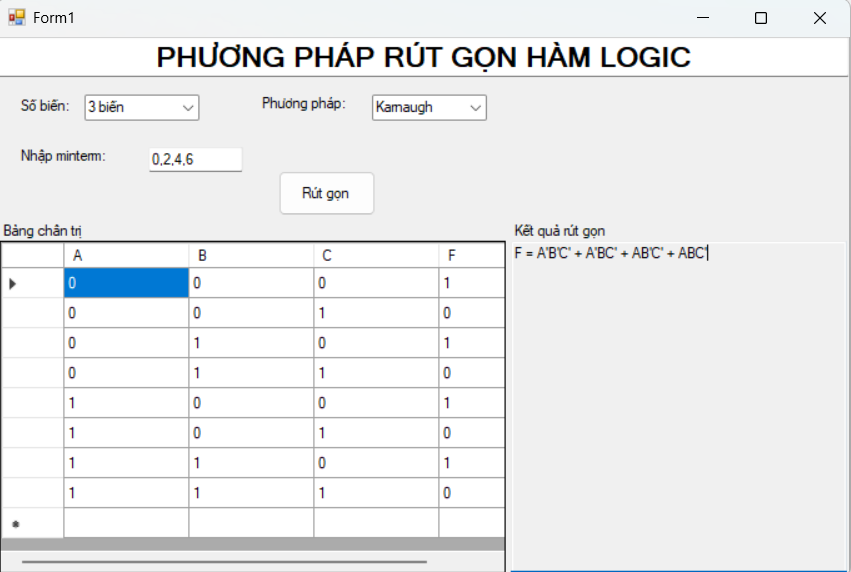 Form1
PHƯƠNG PHÁP RÚT GỌN HÀM LOGIC
Số biến: 3 biến Phương pháp: Karnaugh
Nhập minterm: 0,2,4,6
Rút gọn
Bảng chân trị
A B C F
0 0 0 1
0 0 1 0
0 1 0 1
0 1 1 0
1 0 0 1
1 0 1 0
1 1 0 1
1 1 1 0
*
Kết quả rút gọn
F = A'B'C' + A'BC' + AB'C' + ABC'